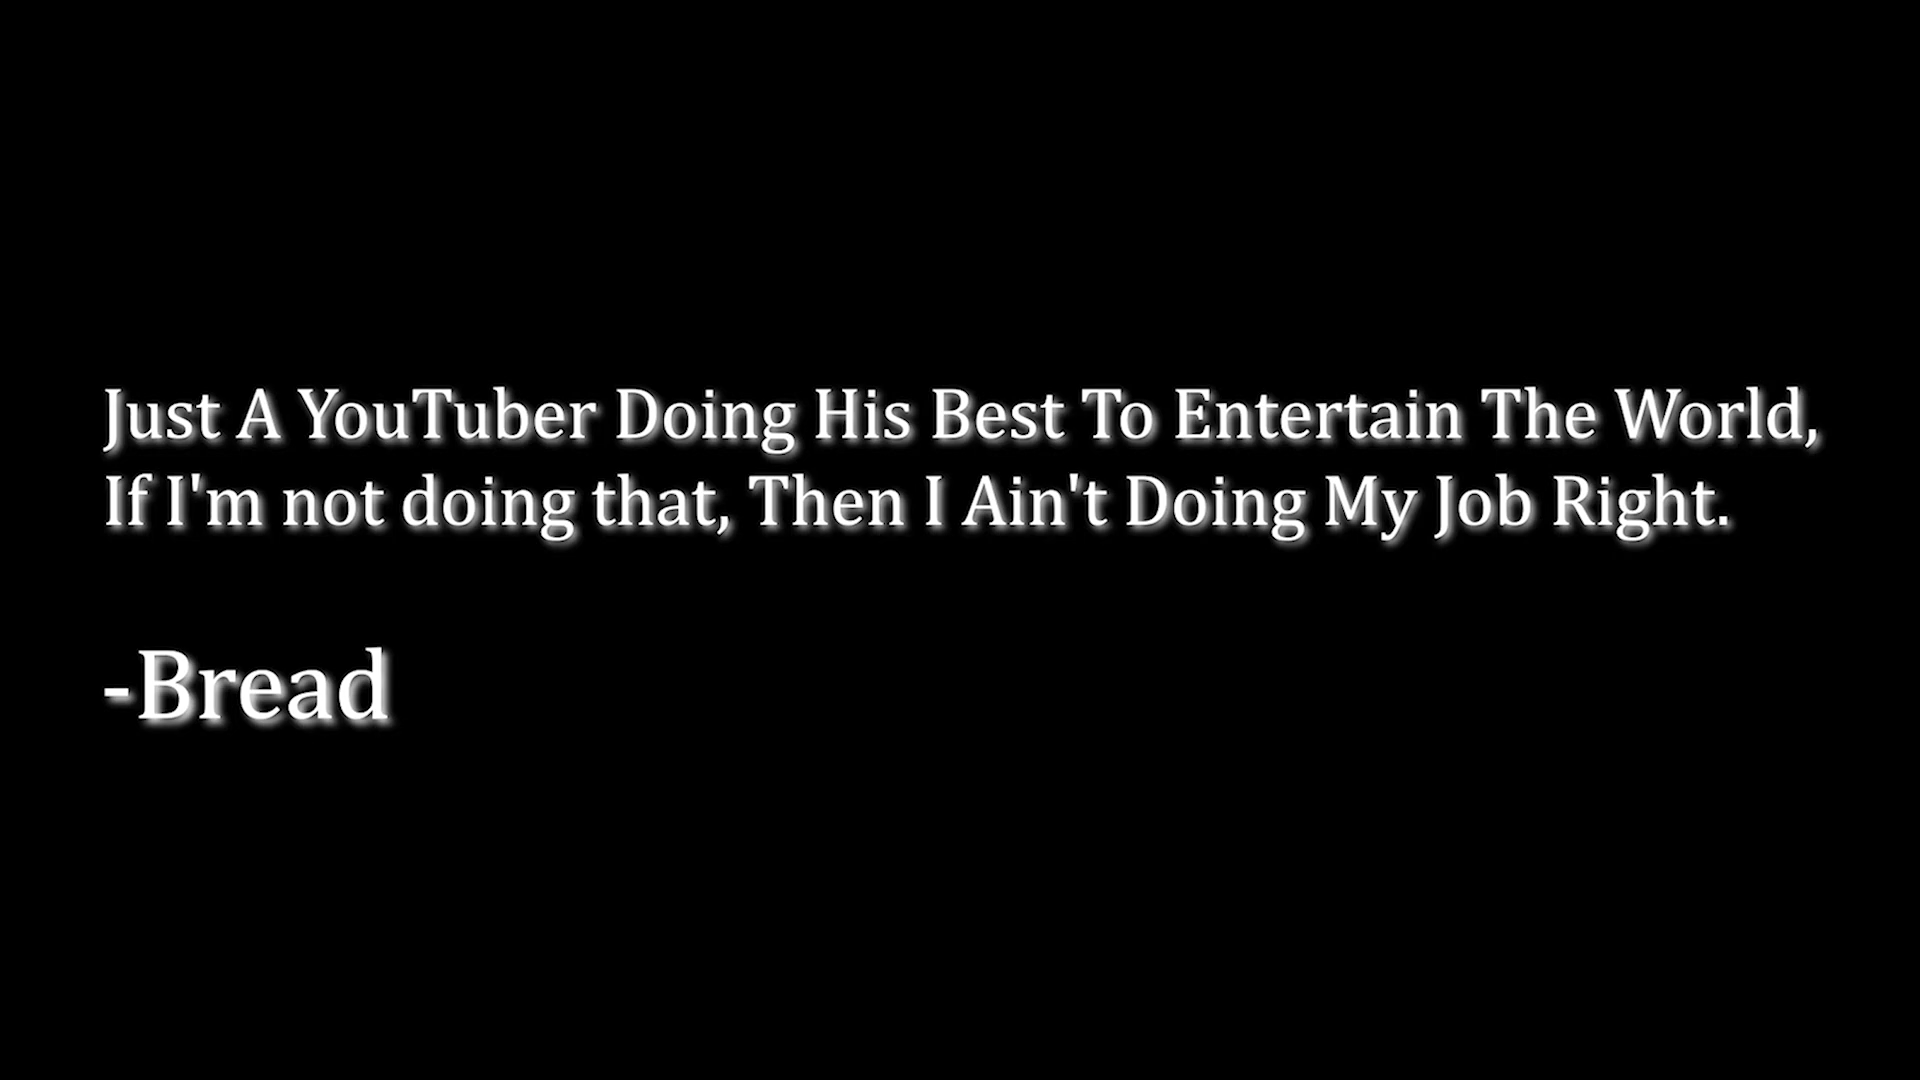 Just A YouTuber Doing His Best To Entertain The World,
If I'm not doing that, Then I Ain't Doing My Job Right.
-Bread